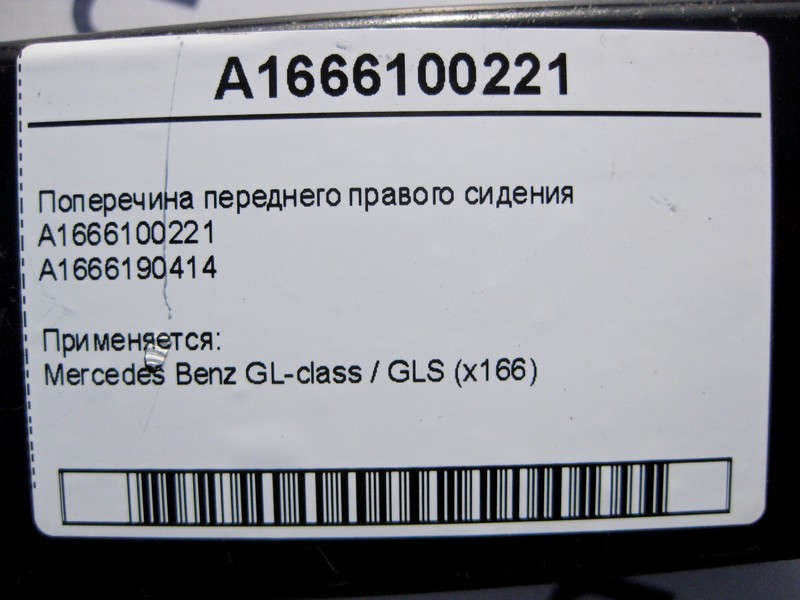 A1666100221
Поперечина переднего правого сидения
A1666100221
A1666190414
Применяется:
Mercedes Benz GL-class / GLS (x166)